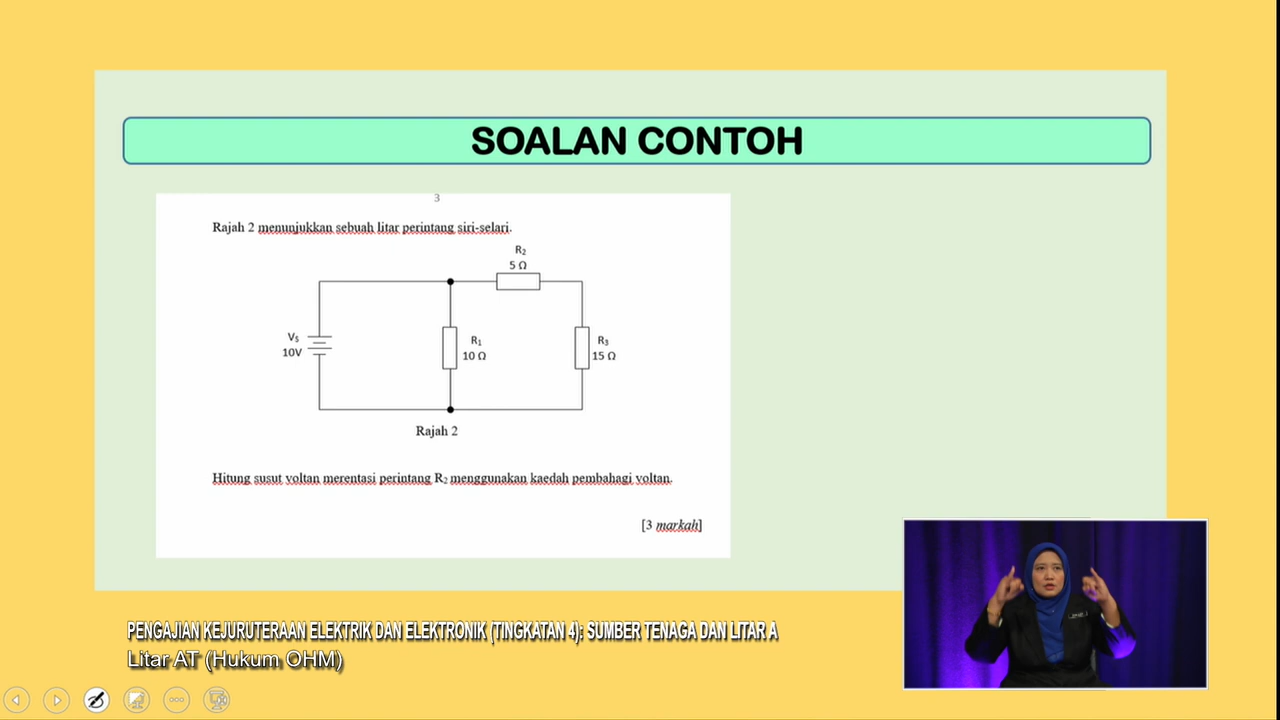 SOALAN CONTOH
3
Rajah 2 menunjukkan sebuah litar perintang siri-selari.
R₂
5 Ω
V₅
10V
R₁
10 Ω
R₃
15 Ω
Rajah 2
Hitung susut voltan merentasi perintang R₂ menggunakan kaedah pembahagi voltan.
[3 markah]
PENGAJIAN KEJURUTERAAN ELEKTRIK DAN ELEKTRONIK (TINGKATAN 4): SUMBER TENAGA DAN LITAR A
Litar AT (Hukum OHM)